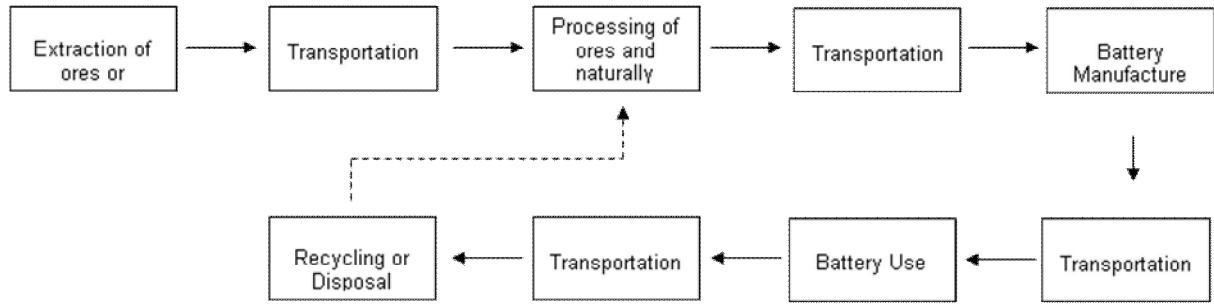 Extraction of
ores or
Transportation
Processing of
ores and
naturally
Transportation
Battery
Manufacture
Transportation
Battery Use
Transportation
Recycling or
Disposal